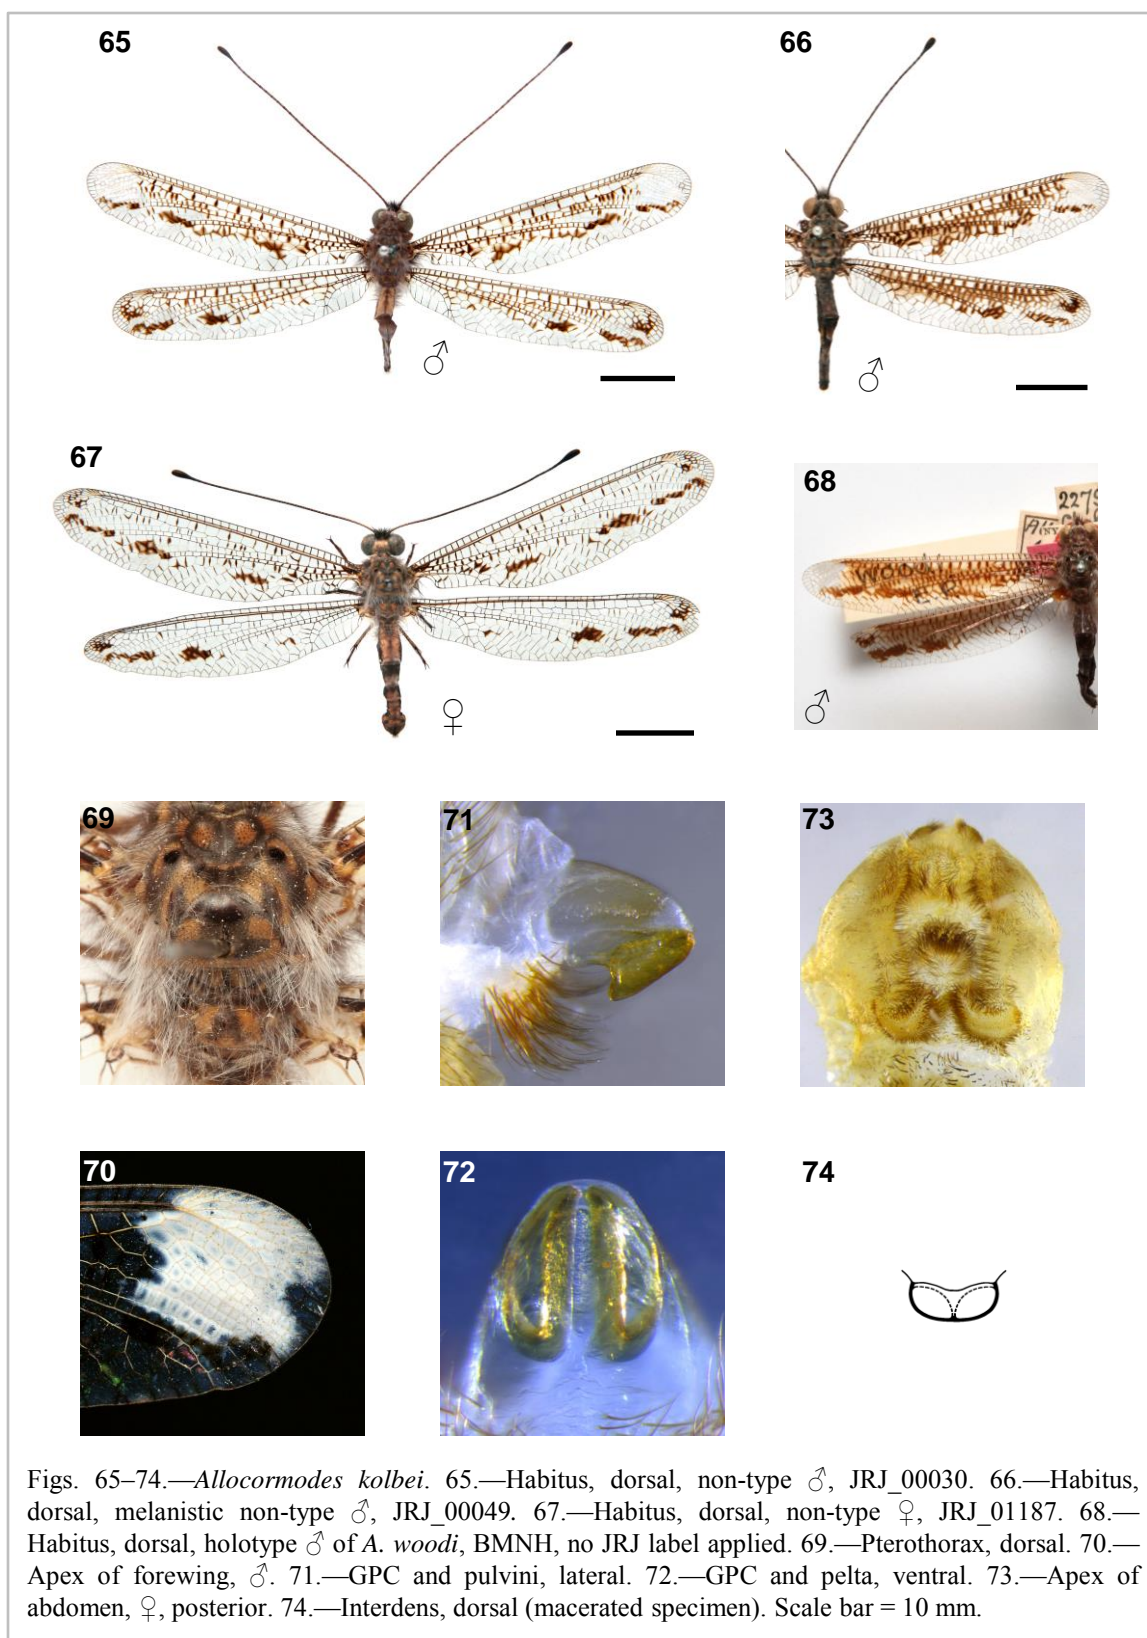 65
66
♂
♂
67
68
2279
WOOD
♀
♂
69
71
73
70
72
74
Figs. 65–74.—Allocormodes kolbei. 65.—Habitus, dorsal, non-type ♂, JRJ_00030. 66.—Habitus,
dorsal, melanistic non-type ♂, JRJ_00049. 67.—Habitus, dorsal, non-type ♀, JRJ_01187. 68.—
Habitus, dorsal, holotype ♂ of A. woodi, BMNH, no JRJ label applied. 69.—Pterothorax, dorsal. 70.—
Apex of forewing, ♂. 71.—GPC and pulvini, lateral. 72.—GPC and pelta, ventral. 73.—Apex of
abdomen, ♀, posterior. 74.—Interdens, dorsal (macerated specimen). Scale bar = 10 mm.